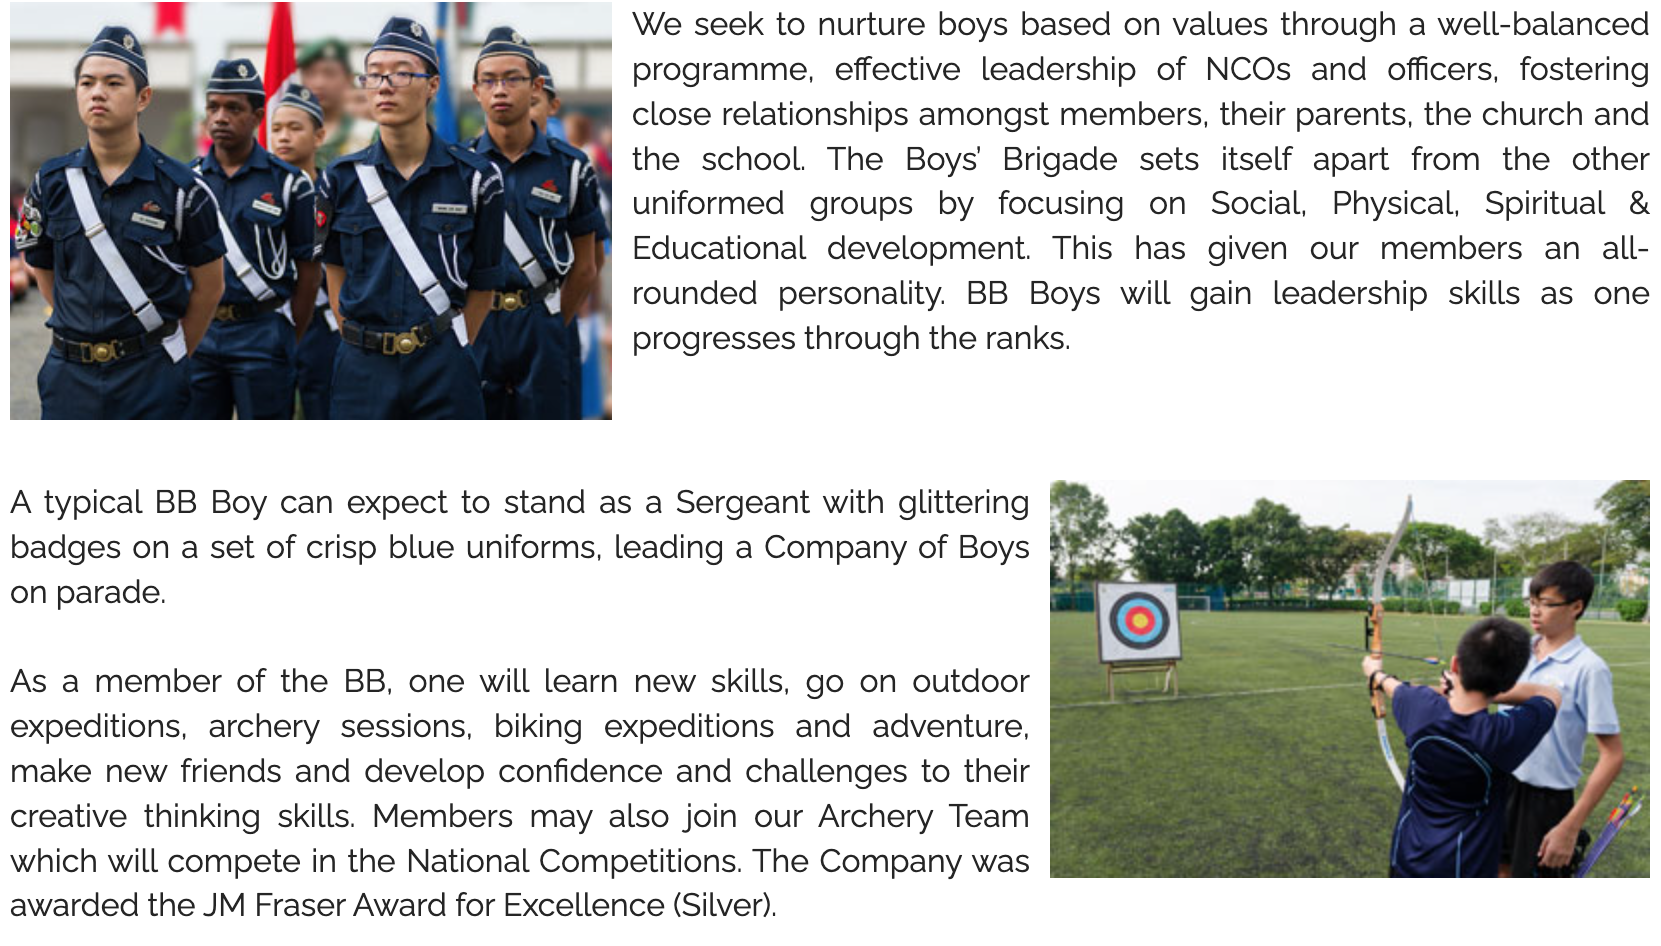 We seek to nurture boys based on values through a well-balanced
programme, effective leadership of NCOs and officers, fostering
close relationships amongst members, their parents, the church and
the school. The Boys’ Brigade sets itself apart from the other
uniformed groups by focusing on Social, Physical, Spiritual &
Educational development. This has given our members an all-
rounded personality. BB Boys will gain leadership skills as one
progresses through the ranks.
A typical BB Boy can expect to stand as a Sergeant with glittering
badges on a set of crisp blue uniforms, leading a Company of Boys
on parade.
As a member of the BB, one will learn new skills, go on outdoor
expeditions, archery sessions, biking expeditions and adventure,
make new friends and develop confidence and challenges to their
creative thinking skills. Members may also join our Archery Team
which will compete in the National Competitions. The Company was
awarded the JM Fraser Award for Excellence (Silver).